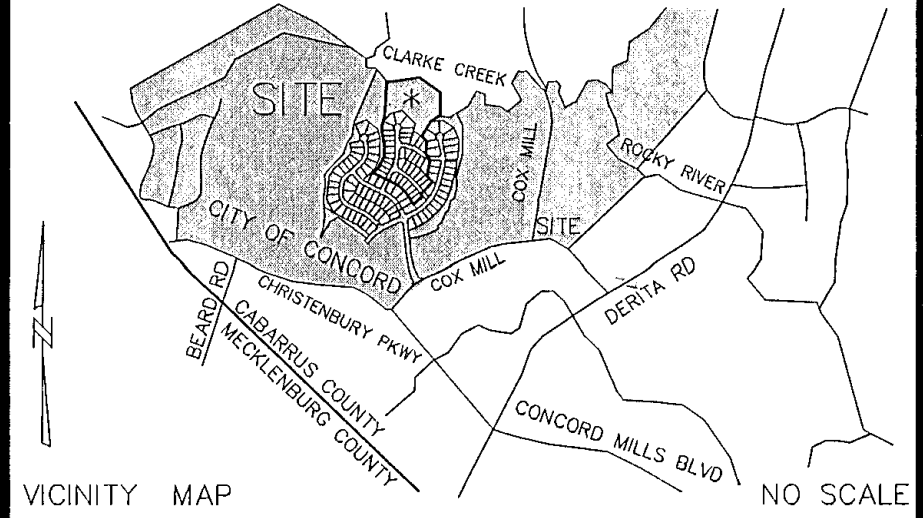 CLARKE CREEK
SITE
*
COX MILL
ROCKY RIVER
CITY OF CONCORD
SITE
COX MILL
CHRISTENBURY PKWY
DERITA RD
BEARD RD
CABARRUS COUNTY
MECKLENBURG COUNTY
CONCORD MILLS BLVD
N
VICINITY MAP
NO SCALE